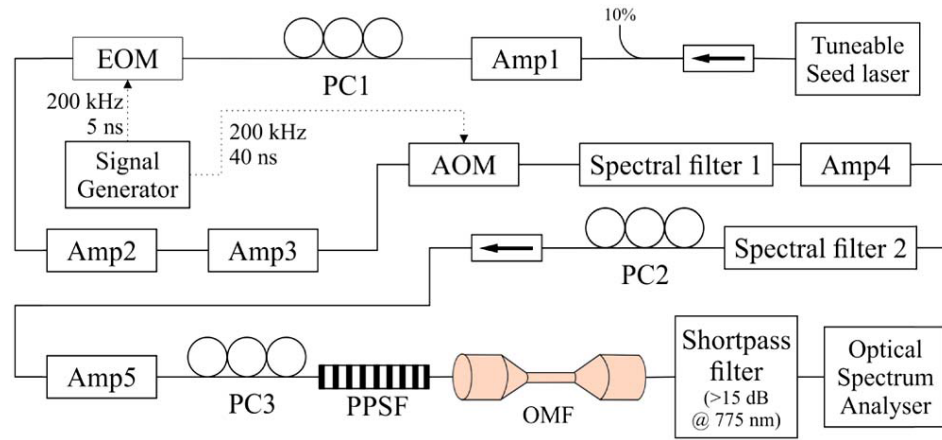 10%
EOM
PC1
Amp1
Tuneable
Seed laser
200 kHz
5 ns
200 kHz
40 ns
Signal
Generator
AOM
Spectral filter 1
Amp4
Amp2
Amp3
PC2
Spectral filter 2
Amp5
PC3
PPSF
OMF
Shortpass
filter
(>15 dB
@ 775 nm)
Optical
Spectrum
Analyser